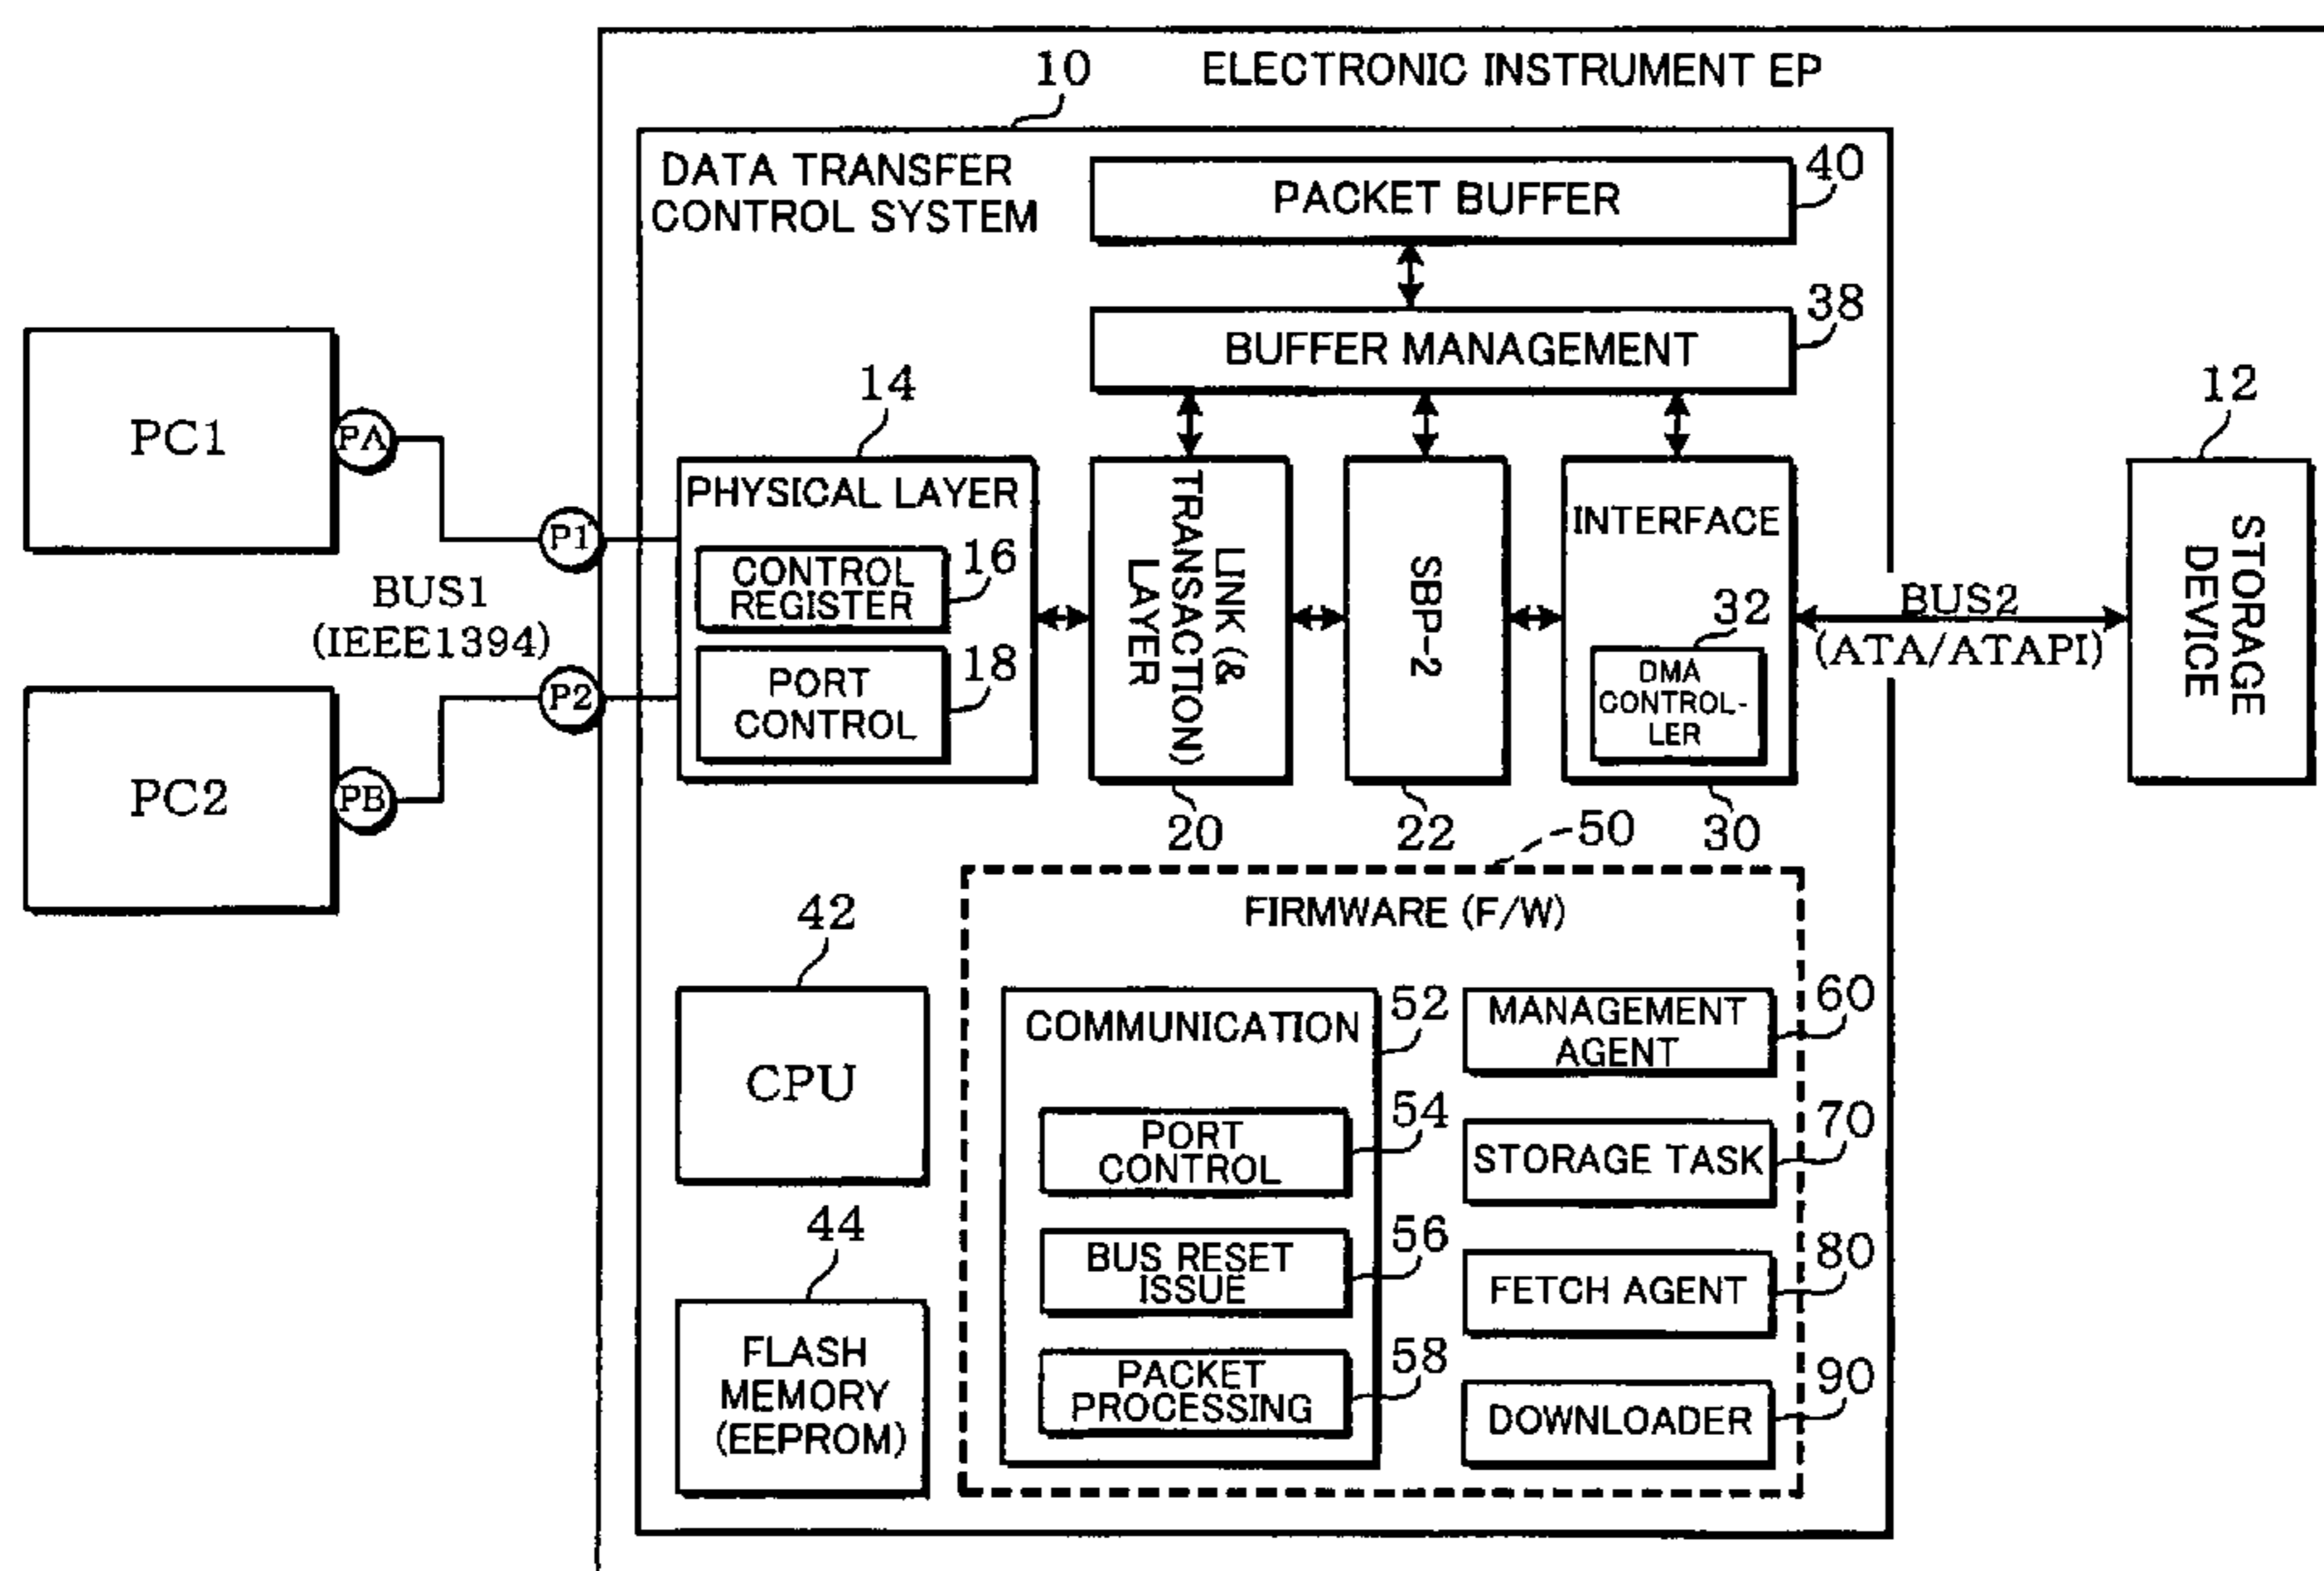 ELECTRONIC INSTRUMENT EP
10
DATA TRANSFER
CONTROL SYSTEM
PACKET BUFFER
40
BUFFER MANAGEMENT
38
PC1
PA
P1
BUS1
(IEEE1394)
PC2
PB
P2
14
PHYSICAL LAYER
CONTROL
REGISTER
16
PORT
CONTROL
18
LINK (&
TRANSACTION)
LAYER
20
SBP-2
22
INTERFACE
32
DMA
CONTROL-
LER
30
BUS2
(ATA/ATAPI)
12
STORAGE
DEVICE
42
CPU
44
FLASH
MEMORY
(EEPROM)
50
FIRMWARE (F/W)
COMMUNICATION
52
PORT
CONTROL
54
BUS RESET
ISSUE
56
PACKET
PROCESSING
58
MANAGEMENT
AGENT
60
STORAGE TASK
70
FETCH AGENT
80
DOWNLOADER
90